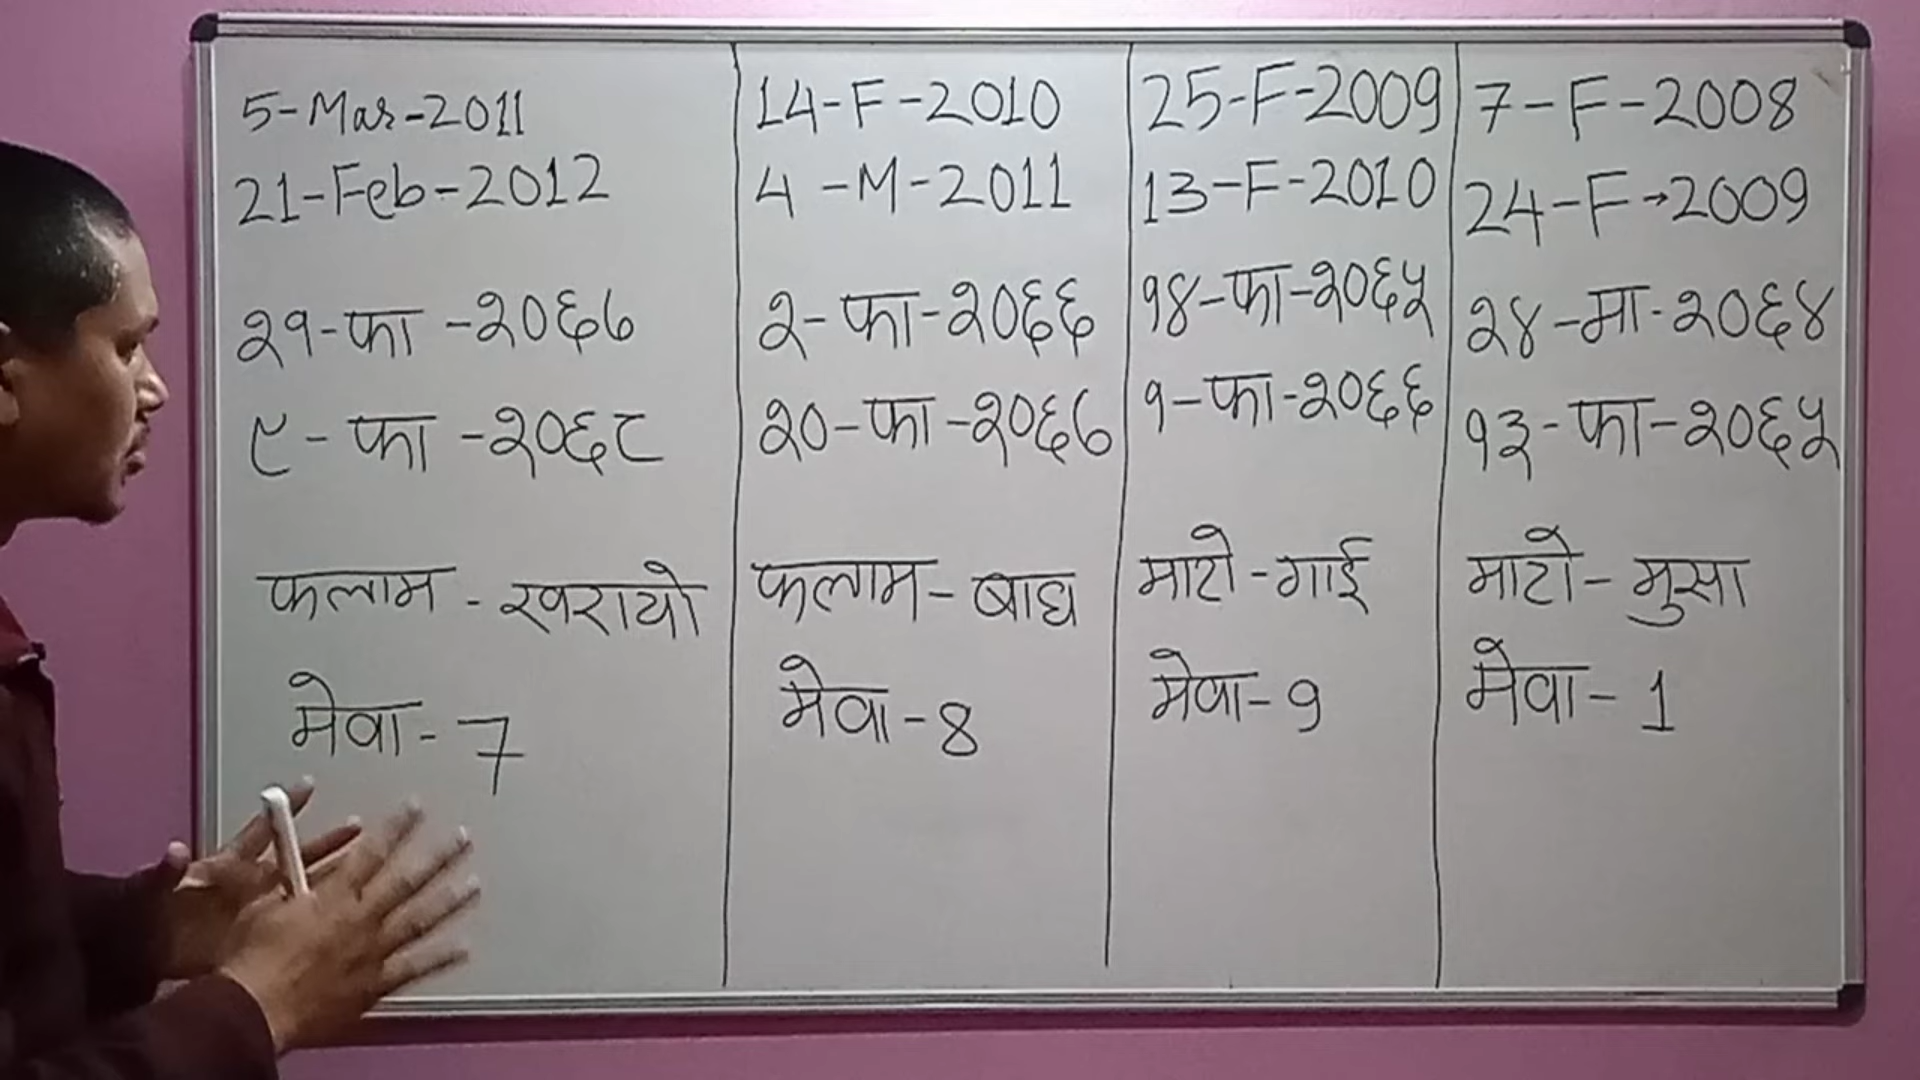 5-Mar-2011
21-Feb-2012
२१-फा-२०६७
९-फा-२०६८
फलाम-खरायो
मेवा-7
14-F-2010
4-M-2011
२-फा-२०६६
२०-फा-२०६७
फलाम-बाघ
मेवा-8
25-F-2009
13-F-2010
१४-फा-२०६५
१-फा-२०६६
माटो-गाई
मेवा-9
7-F-2008
24-F-2009
२४-मा-२०६४
१३-फा-२०६५
माटो-मुसा
मेवा-1